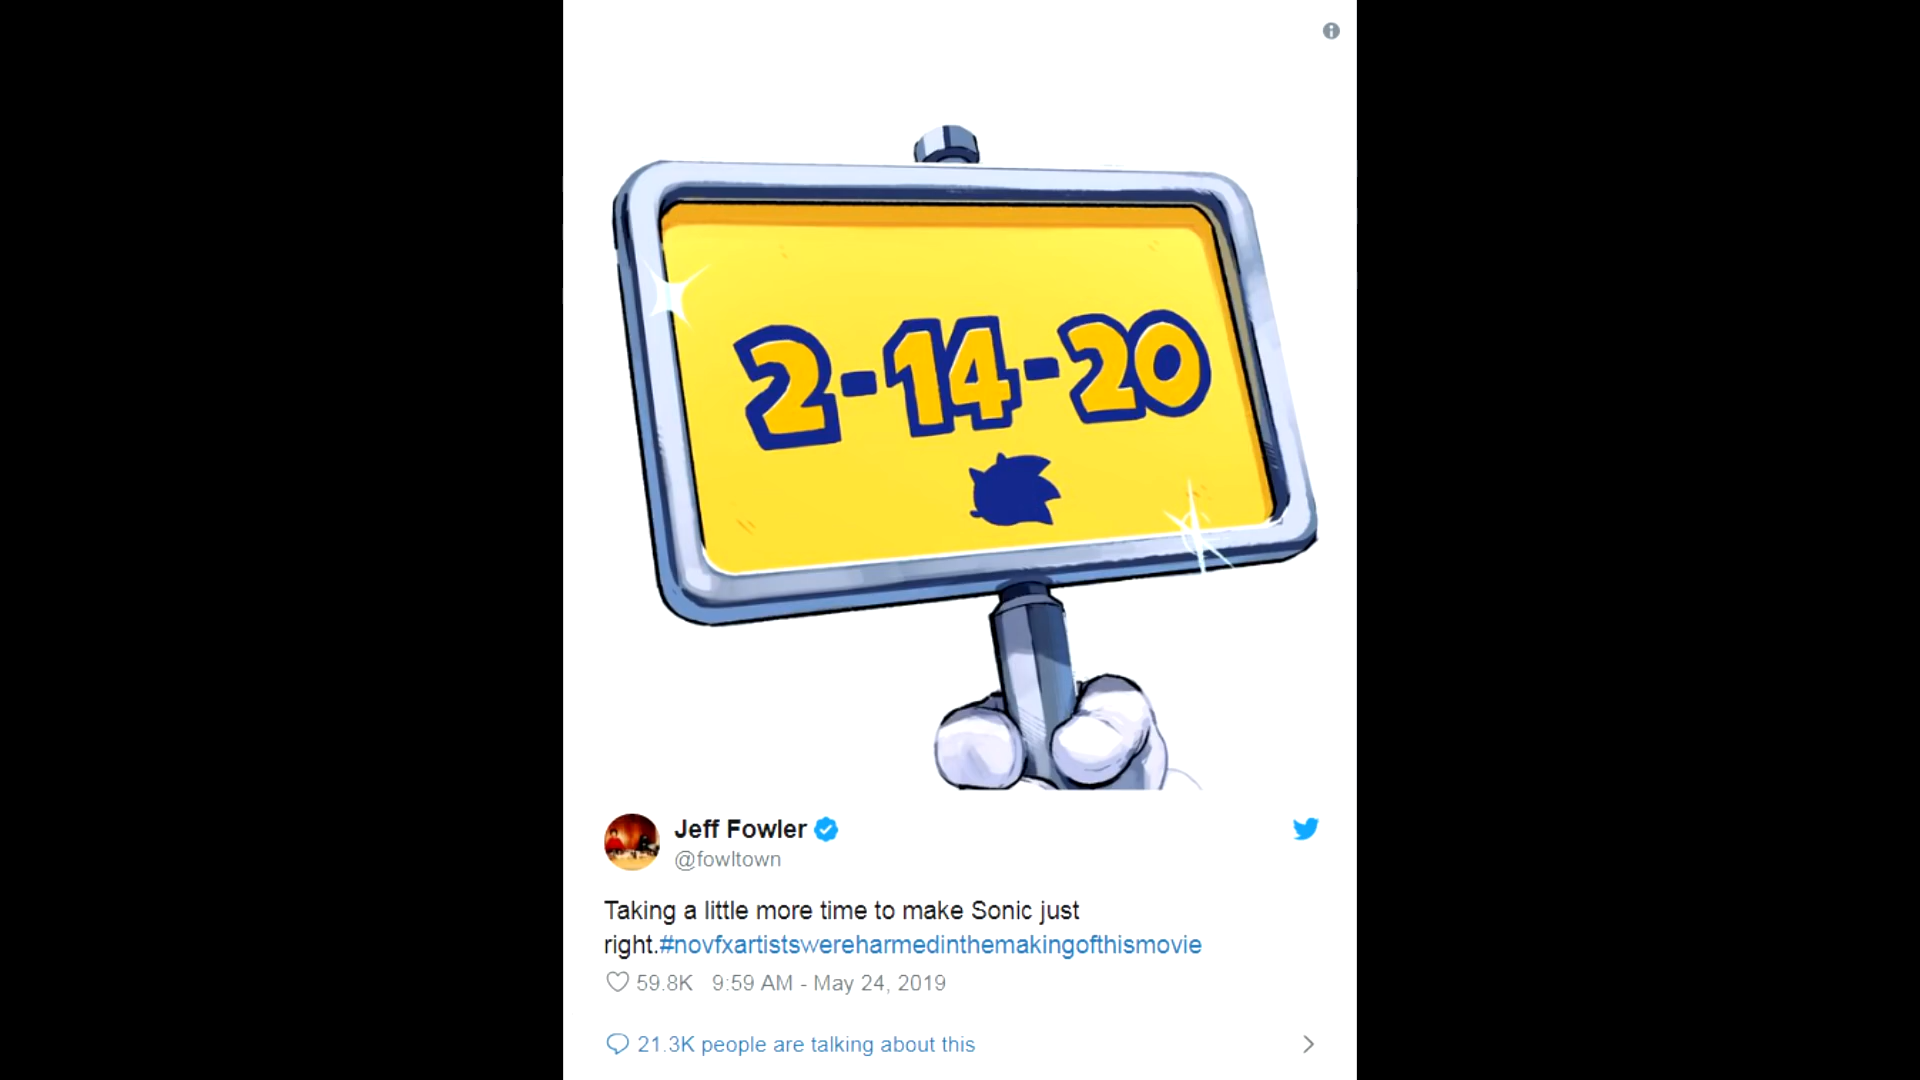 2-14-20
Jeff Fowler
@fowltown
Taking a little more time to make Sonic just
right.#novfxartistswereharmedinthemakingofthismovie
59.8K 9:59 AM - May 24, 2019
21.3K people are talking about this